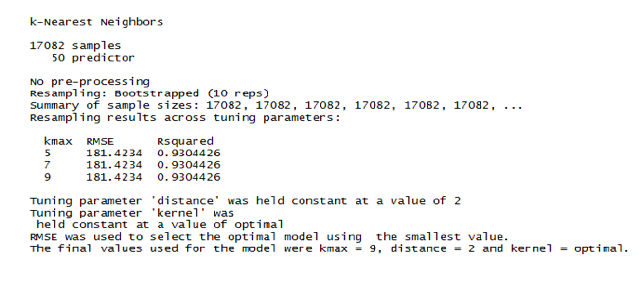 k-Nearest Neighbors
17082 samples
50 predictor
No pre-processing
Resampling: Bootstrapped (10 reps)
Summary of sample sizes: 17082, 17082, 17082, 17082, 17082, 17082, ...
Resampling results across tuning parameters:
kmax RMSE Rsquared
5 181.4234 0.9304426
7 181.4234 0.9304426
9 181.4234 0.9304426
Tuning parameter 'distance' was held constant at a value of 2
Tuning parameter 'kernel' was
held constant at a value of optimal
RMSE was used to select the optimal model using the smallest value.
The final values used for the model were kmax = 9, distance = 2 and kernel = optimal.